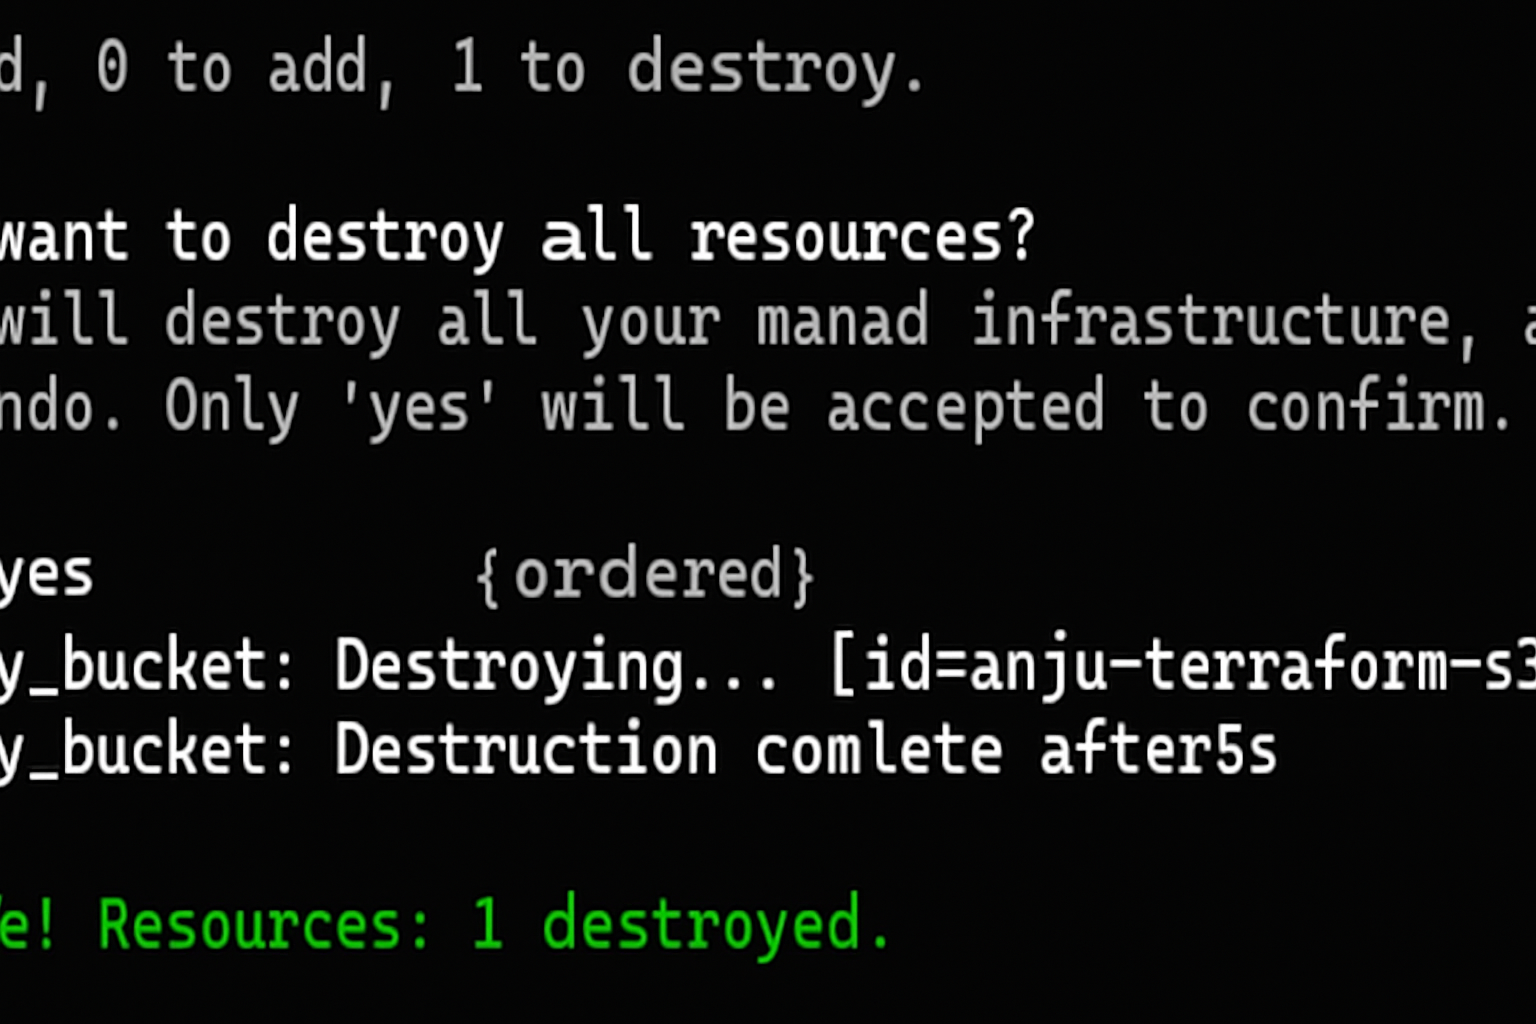 d, 0 to add, 1 to destroy.
want to destroy all resources?
will destroy all your manad infrastructure, a
ndo. Only 'yes' will be accepted to confirm.
yes {ordered}
y_bucket: Destroying... [id=anju-terraform-s3
y_bucket: Destruction comlete after5s
e! Resources: 1 destroyed.